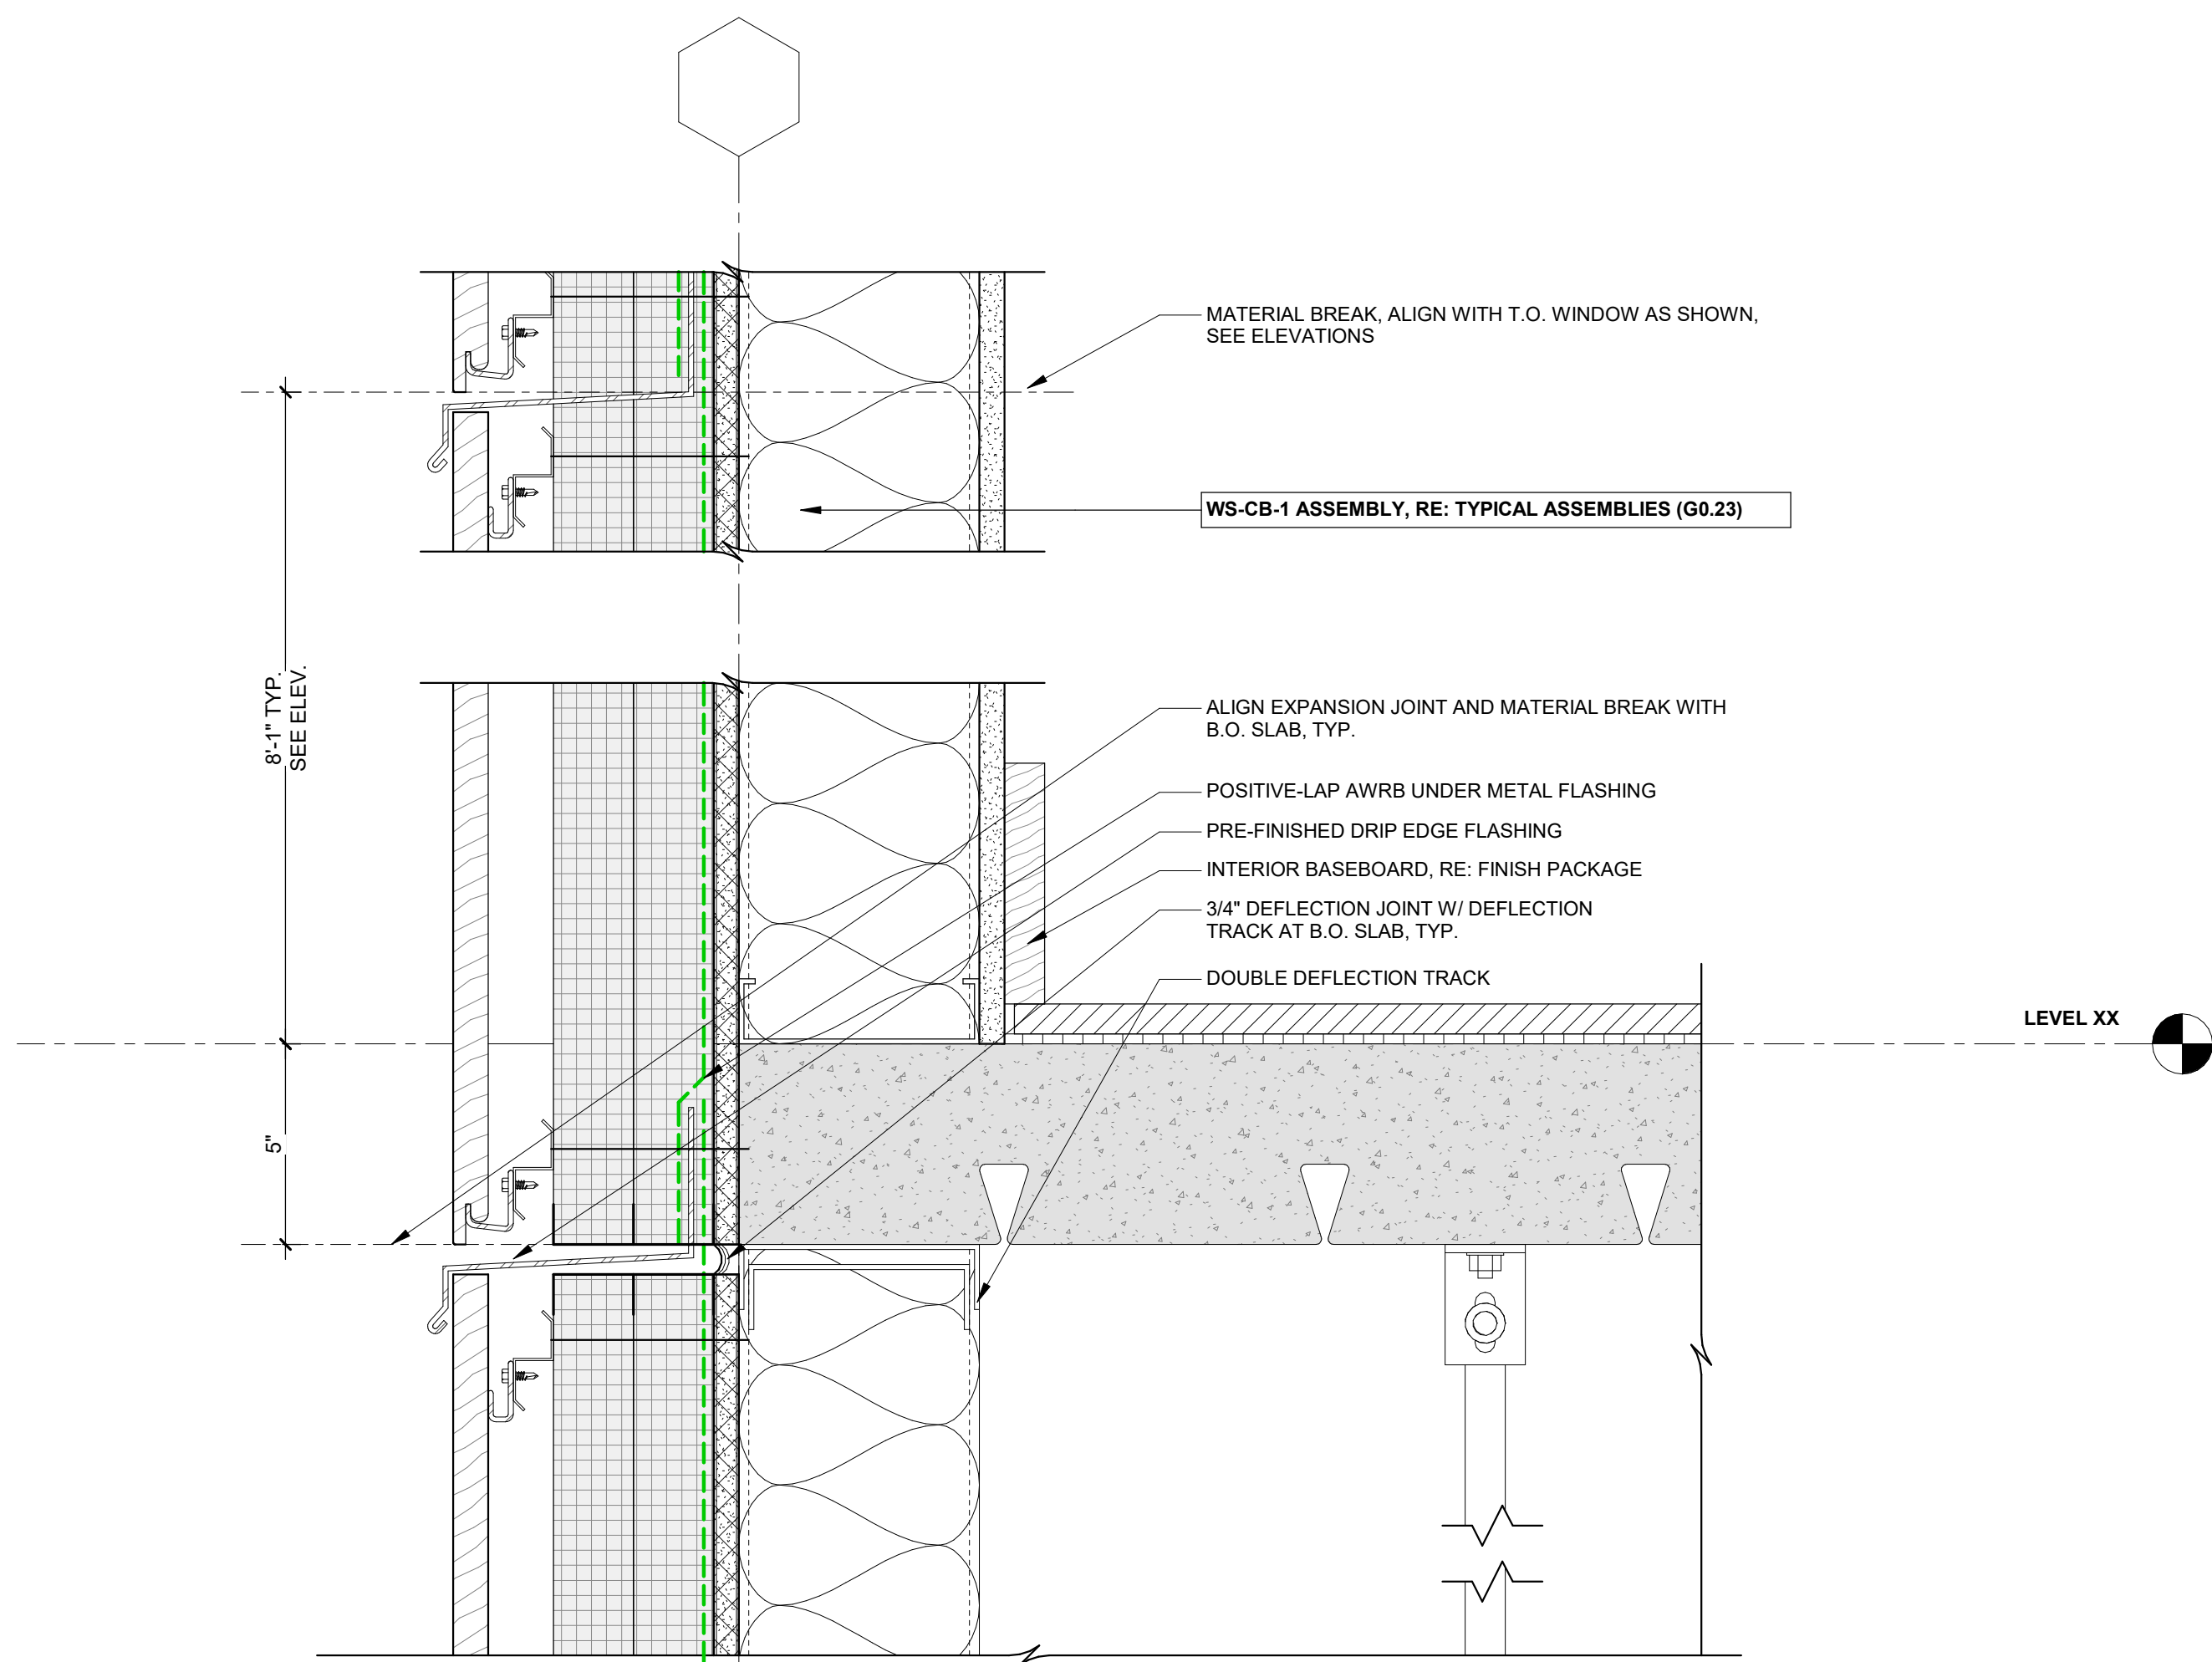 MATERIAL BREAK, ALIGN WITH T.O. WINDOW AS SHOWN,
SEE ELEVATIONS
WS-CB-1 ASSEMBLY, RE: TYPICAL ASSEMBLIES (G0.23)
8'-1" TYP.
SEE ELEV.
ALIGN EXPANSION JOINT AND MATERIAL BREAK WITH
B.O. SLAB, TYP.
POSITIVE-LAP AWRB UNDER METAL FLASHING
PRE-FINISHED DRIP EDGE FLASHING
INTERIOR BASEBOARD, RE: FINISH PACKAGE
3/4" DEFLECTION JOINT W/ DEFLECTION
TRACK AT B.O. SLAB, TYP.
DOUBLE DEFLECTION TRACK
LEVEL XX
5"